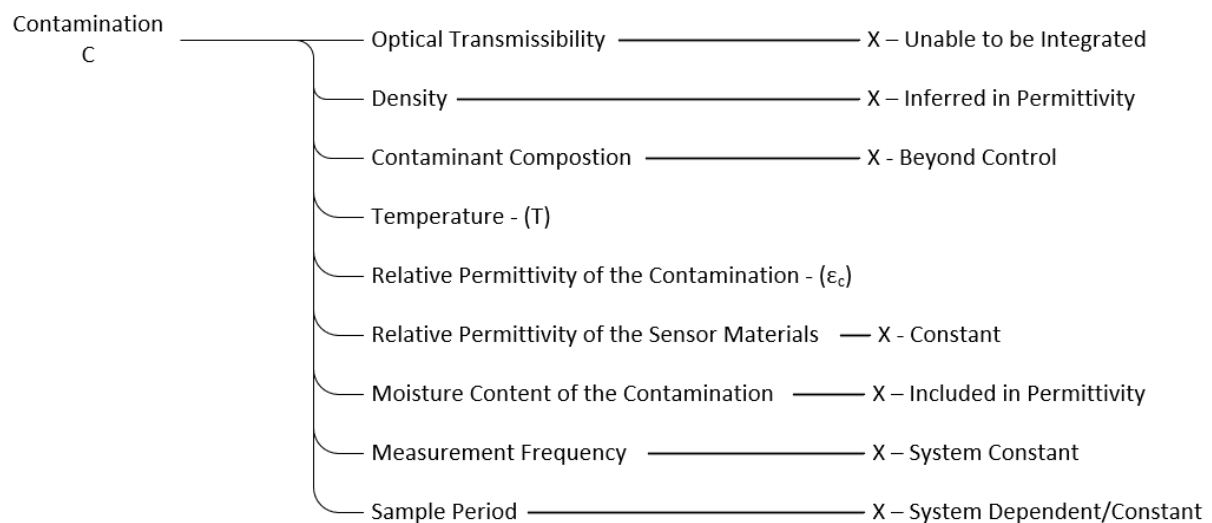 Contamination
C
Optical Transmissibility X – Unable to be Integrated
Density X – Inferred in Permittivity
Contaminant Compostion X - Beyond Control
Temperature - (T)
Relative Permittivity of the Contamination - (εc)
Relative Permittivity of the Sensor Materials X - Constant
Moisture Content of the Contamination X – Included in Permittivity
Measurement Frequency X – System Constant
Sample Period X – System Dependent/Constant